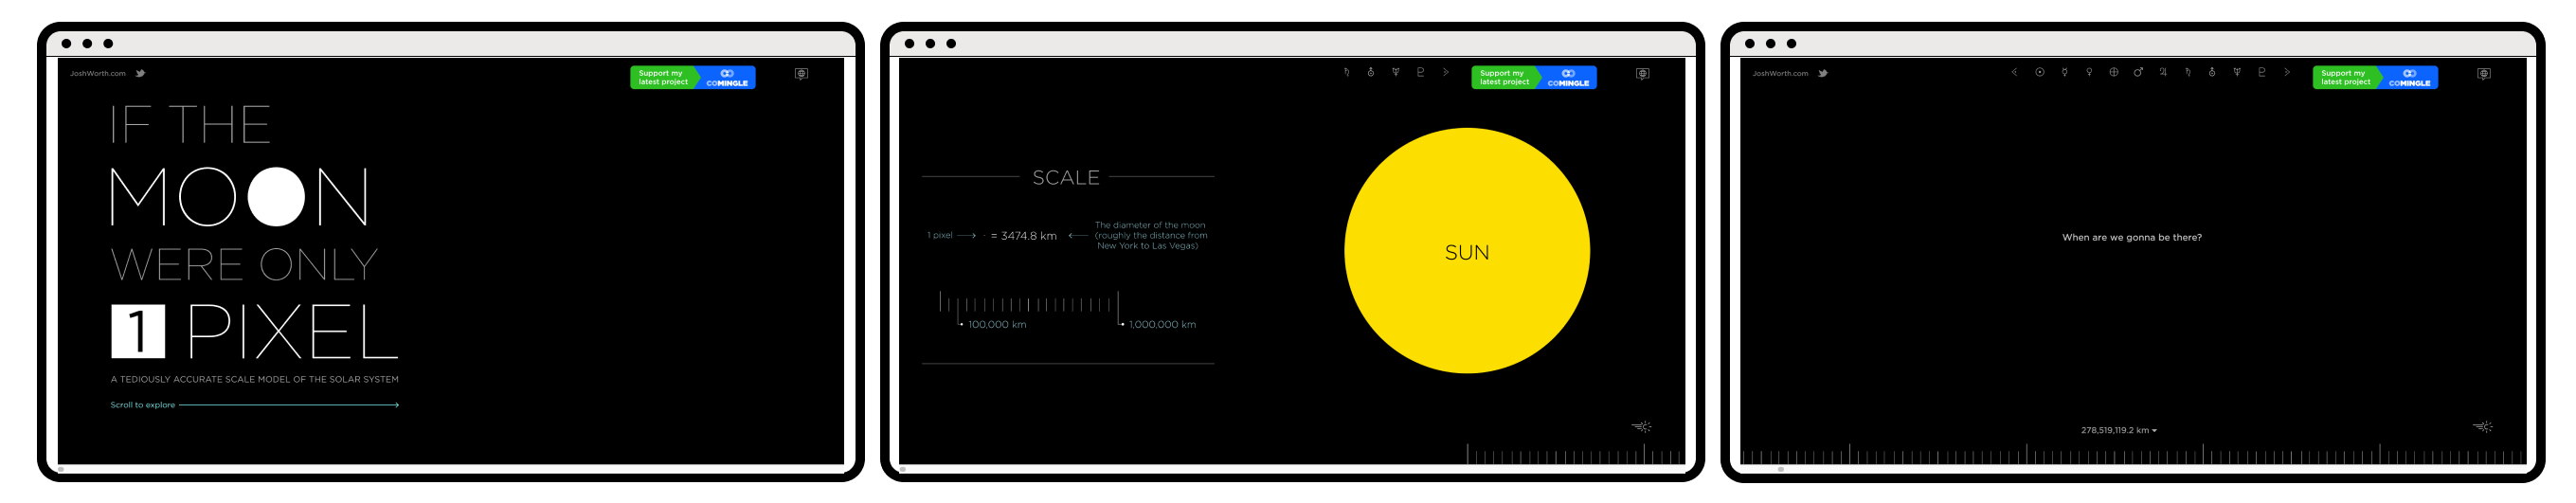 JoshWorth.com
Support my
latest project
COMINGLE
IF THE
MOON
WERE ONLY
1 PIXEL
A TEDIOUSLY ACCURATE SCALE MODEL OF THE SOLAR SYSTEM
Scroll to explore
Support my
latest project
COMINGLE
SCALE
1 pixel = 3474.8 km
The diameter of the moon
(roughly the distance from
New York to Las Vegas)
100,000 km
1,000,000 km
SUN
JoshWorth.com
Support my
latest project
COMINGLE
When are we gonna be there?
278,519,119.2 km